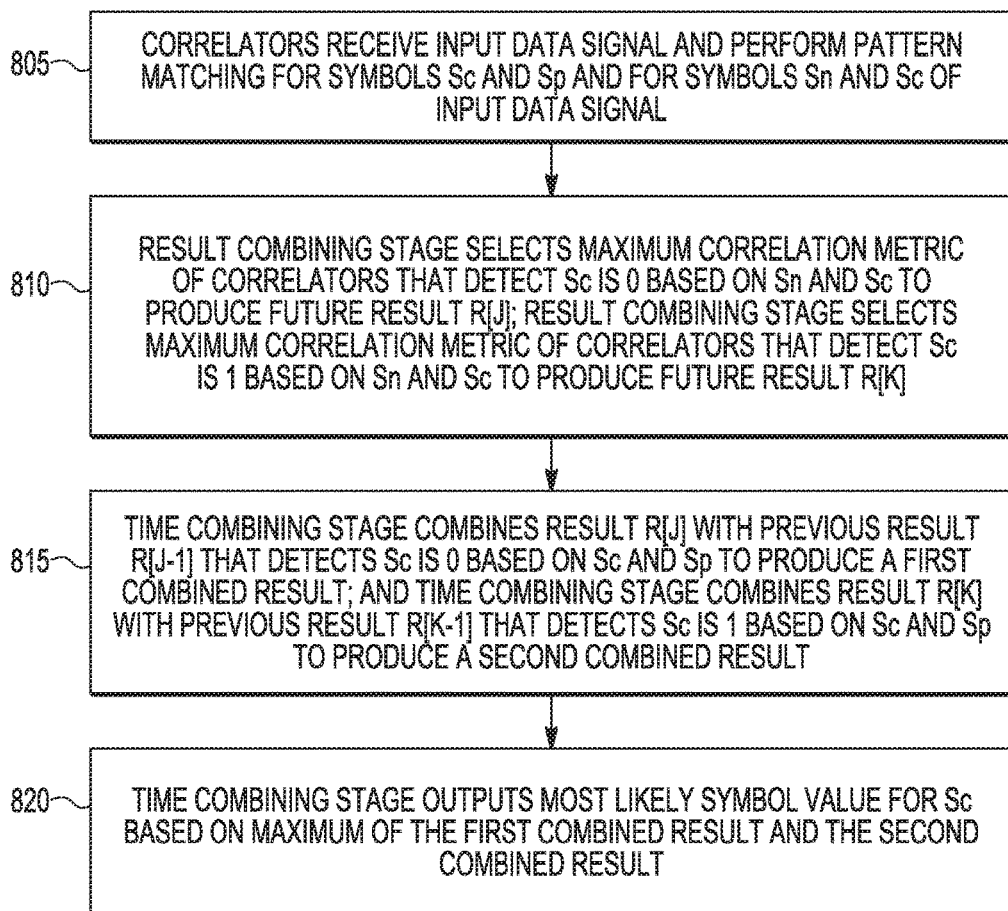 805
CORRELATORS RECEIVE INPUT DATA SIGNAL AND PERFORM PATTERN
MATCHING FOR SYMBOLS Sc AND Sp AND FOR SYMBOLS Sn AND Sc OF
INPUT DATA SIGNAL
810
RESULT COMBINING STAGE SELECTS MAXIMUM CORRELATION METRIC
OF CORRELATORS THAT DETECT Sc IS 0 BASED ON Sn AND Sc TO
PRODUCE FUTURE RESULT R[J]; RESULT COMBINING STAGE SELECTS
MAXIMUM CORRELATION METRIC OF CORRELATORS THAT DETECT Sc
IS 1 BASED ON Sn AND Sc TO PRODUCE FUTURE RESULT R[K]
815
TIME COMBINING STAGE COMBINES RESULT R[J] WITH PREVIOUS RESULT
R[J-1] THAT DETECTS Sc IS 0 BASED ON Sc AND Sp TO PRODUCE A FIRST
COMBINED RESULT; AND TIME COMBINING STAGE COMBINES RESULT R[K]
WITH PREVIOUS RESULT R[K-1] THAT DETECTS Sc IS 1 BASED ON Sc AND Sp
TO PRODUCE A SECOND COMBINED RESULT
820
TIME COMBINING STAGE OUTPUTS MOST LIKELY SYMBOL VALUE FOR Sc
BASED ON MAXIMUM OF THE FIRST COMBINED RESULT AND THE SECOND
COMBINED RESULT